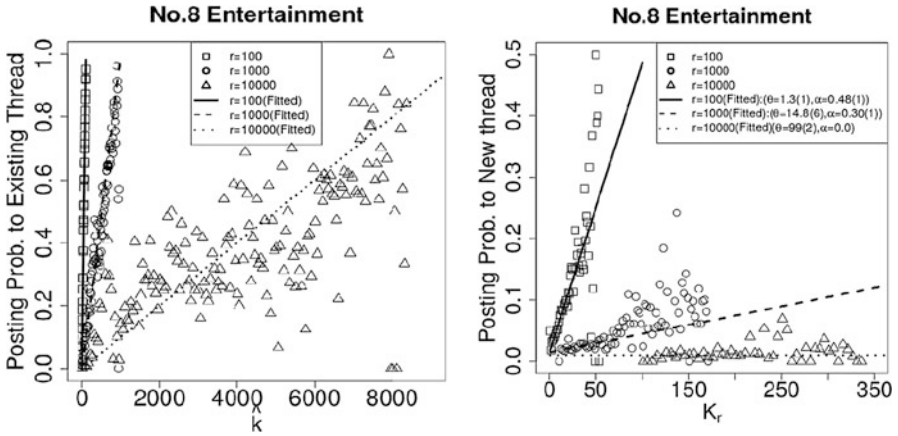 No.8 Entertainment
Posting Prob. to Existing Thread
1.0
0.8
0.6
0.4
0.2
0.0
r=100
r=1000
r=10000
r=100(Fitted)
r=1000(Fitted)
r=10000(Fitted)
0 2000 4000 6000 8000
k̂
No.8 Entertainment
Posting Prob. to New thread
0.5
0.4
0.3
0.2
0.1
0.0
r=100
r=1000
r=10000
r=100(Fitted):(θ=1.3(1),α=0.48(1))
r=1000(Fitted):(θ=14.8(6),α=0.30(1))
r=10000(Fitted)(θ=99(2),α=0.0)
0 50 150 250 350
Kr